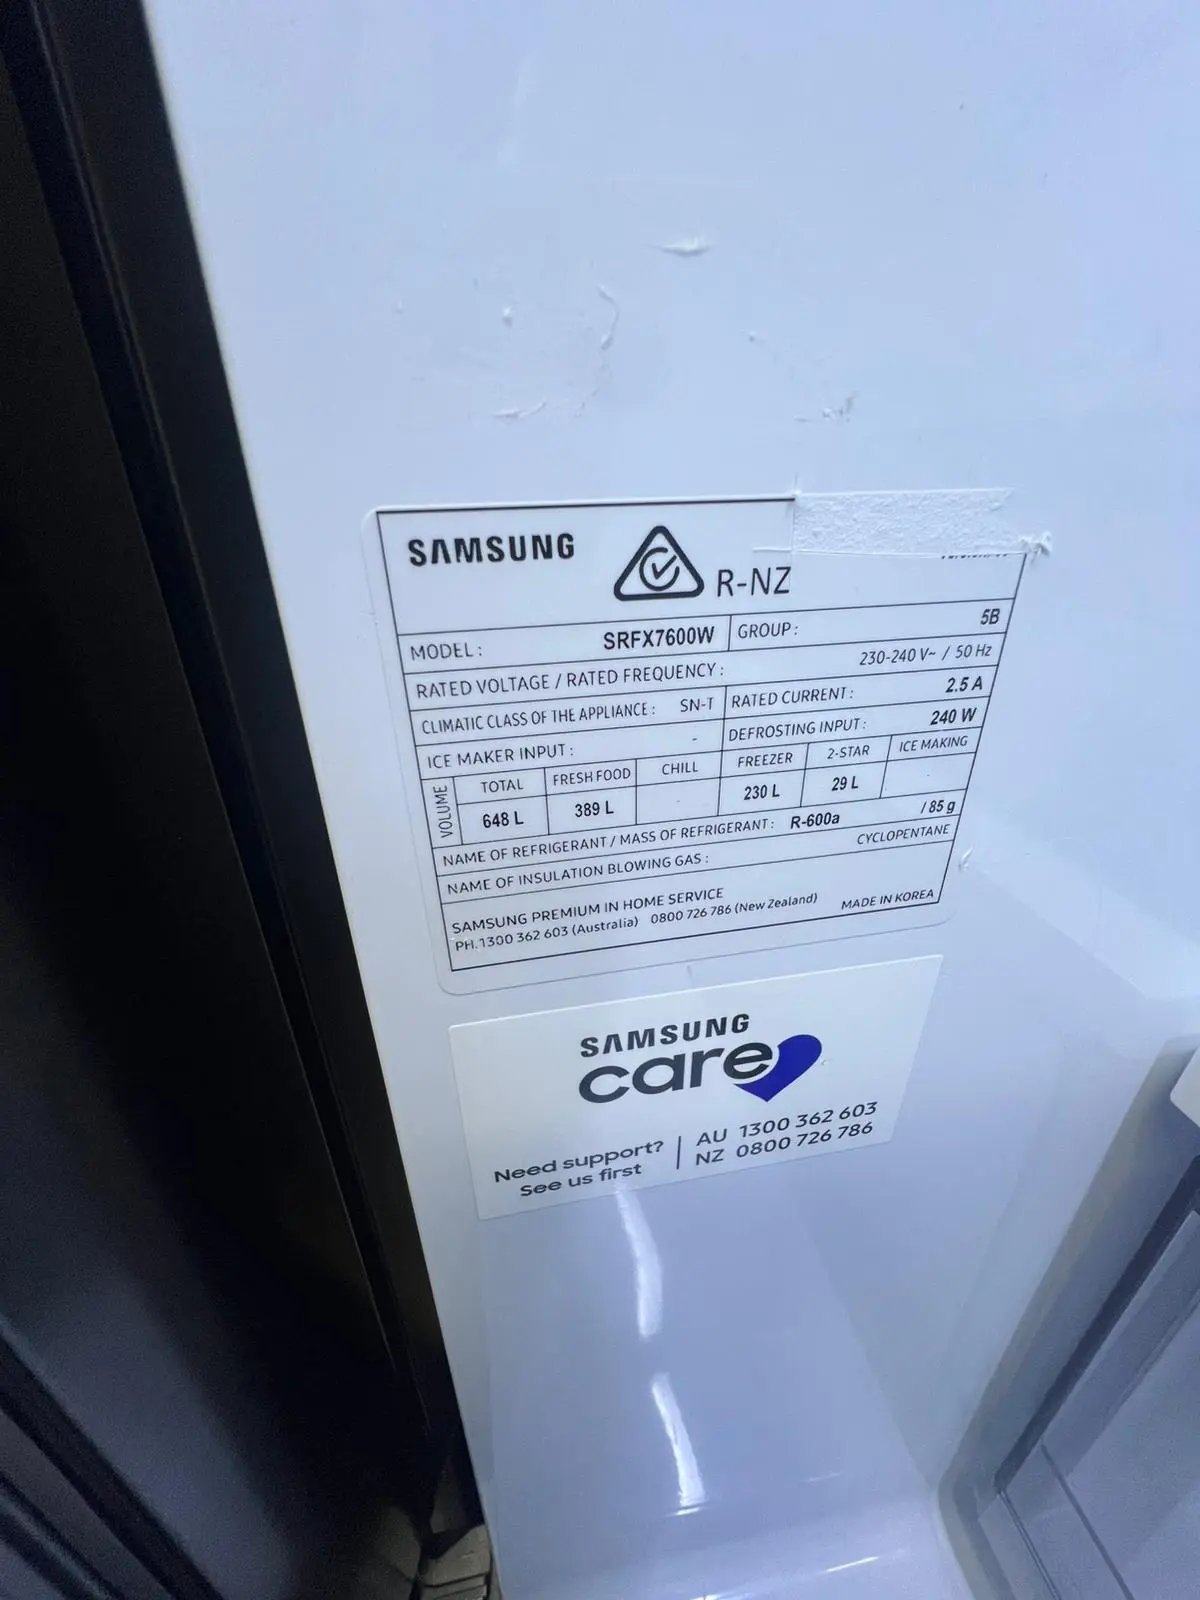 SAMSUNG R-NZ
MODEL: SRFX7600W GROUP: 5B
RATED VOLTAGE / RATED FREQUENCY: 230-240 V~ / 50 Hz
CLIMATIC CLASS OF THE APPLIANCE: SN-T RATED CURRENT: 2.5 A
ICE MAKER INPUT: - DEFROSTING INPUT: 240 W
VOLUME TOTAL FRESH FOOD CHILL FREEZER 2-STAR ICE MAKING
648 L 389 L - 230 L 29 L -
NAME OF REFRIGERANT / MASS OF REFRIGERANT: R-600a / 85 g
NAME OF INSULATION BLOWING GAS: CYCLOPENTANE
SAMSUNG PREMIUM IN HOME SERVICE
PH.1300 362 603 (Australia) 0800 726 786 (New Zealand) MADE IN KOREA
SAMSUNG
care
Need support? AU 1300 362 603
See us first NZ 0800 726 786